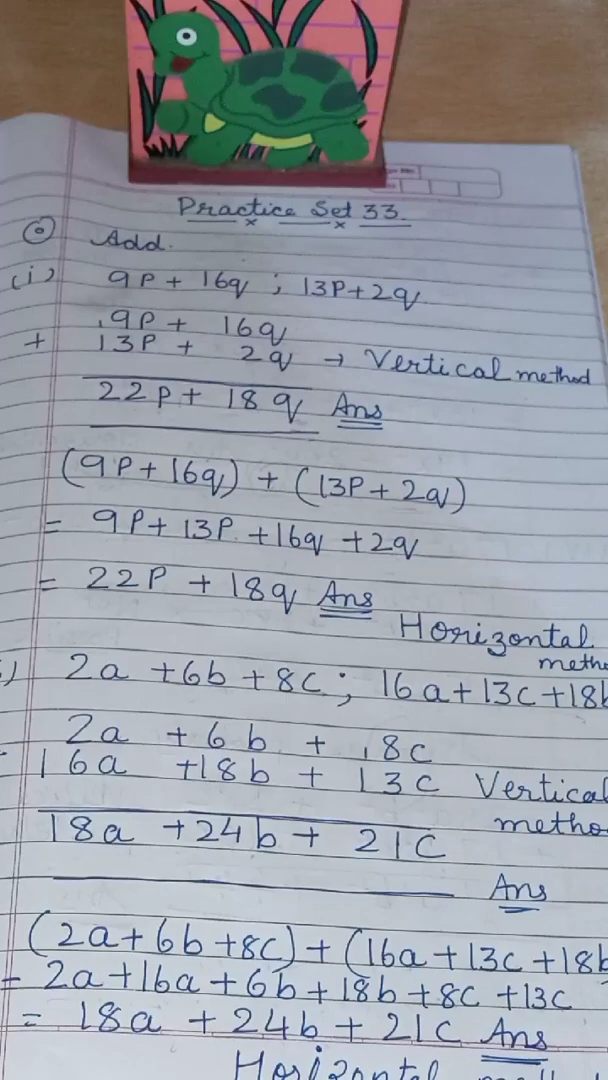 Practice Set 33.
Add.
(i) 9P + 16q ; 13P + 2q
9P + 16q
+ 13P + 2q → Vertical method
22P + 18q Ans
(9P + 16q) + (13P + 2q)
= 9P + 13P + 16q + 2q
= 22P + 18q Ans
Horizontal
2a + 6b + 8c ; 16a + 13c + 18b
2a + 6b + 8c
16a + 18b + 13c Vertical
18a + 24b + 21c
Ans
(2a + 6b + 8c) + (16a + 13c + 18b
= 2a + 16a + 6b + 18b + 8c + 13c
= 18a + 24b + 21c Ans
Horizontal